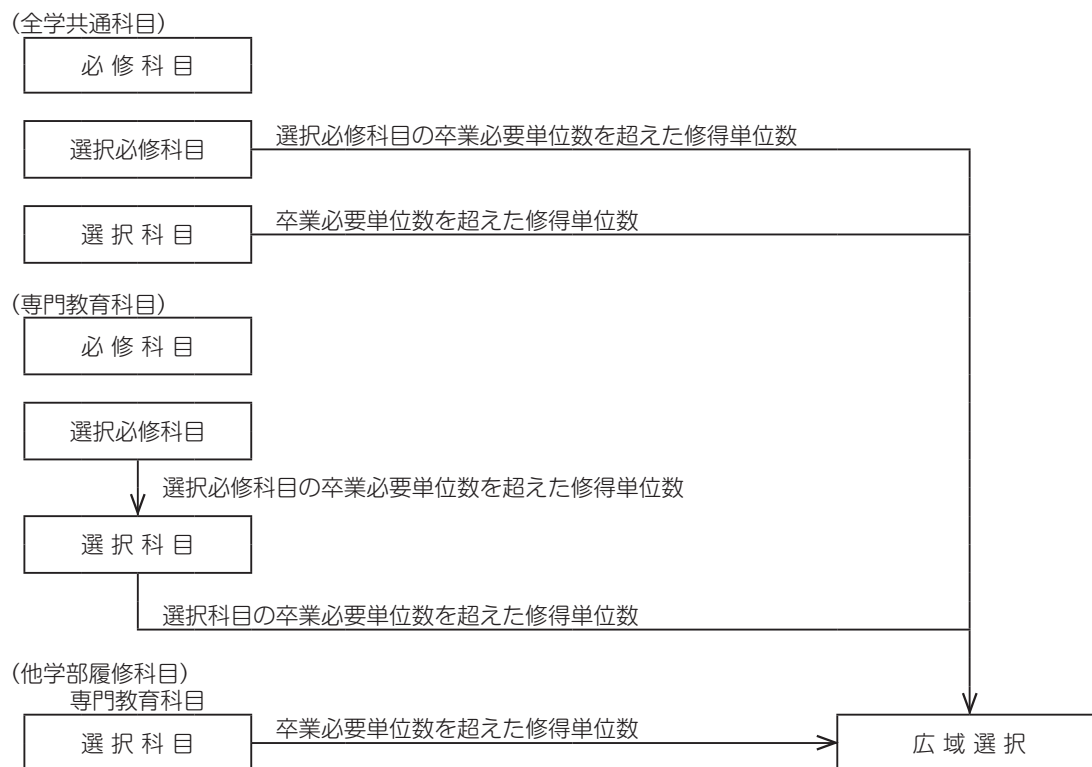 (全学共通科目)
必修科目
選択必修科目
選択必修科目の卒業必要単位数を超えた修得単位数
選択科目
卒業必要単位数を超えた修得単位数
(専門教育科目)
必修科目
選択必修科目
選択必修科目の卒業必要単位数を超えた修得単位数
選択科目
選択科目の卒業必要単位数を超えた修得単位数
(他学部履修科目)
専門教育科目
選択科目
卒業必要単位数を超えた修得単位数
広域選択